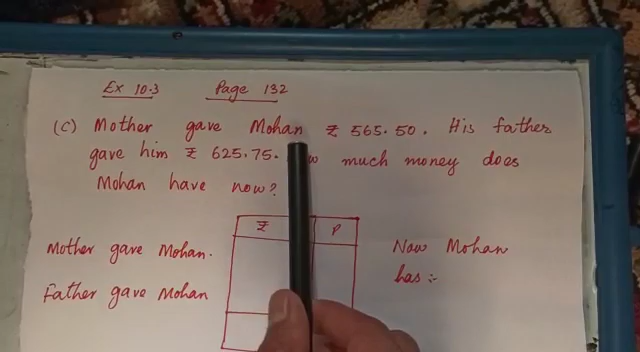 Ex 10.3 Page 132
(c) Mother gave Mohan ₹ 565.50. His father
gave him ₹ 625.75. much money does
Mohan have now?
₹ P
Mother gave Mohan. Now Mohan
has :-
Father gave Mohan